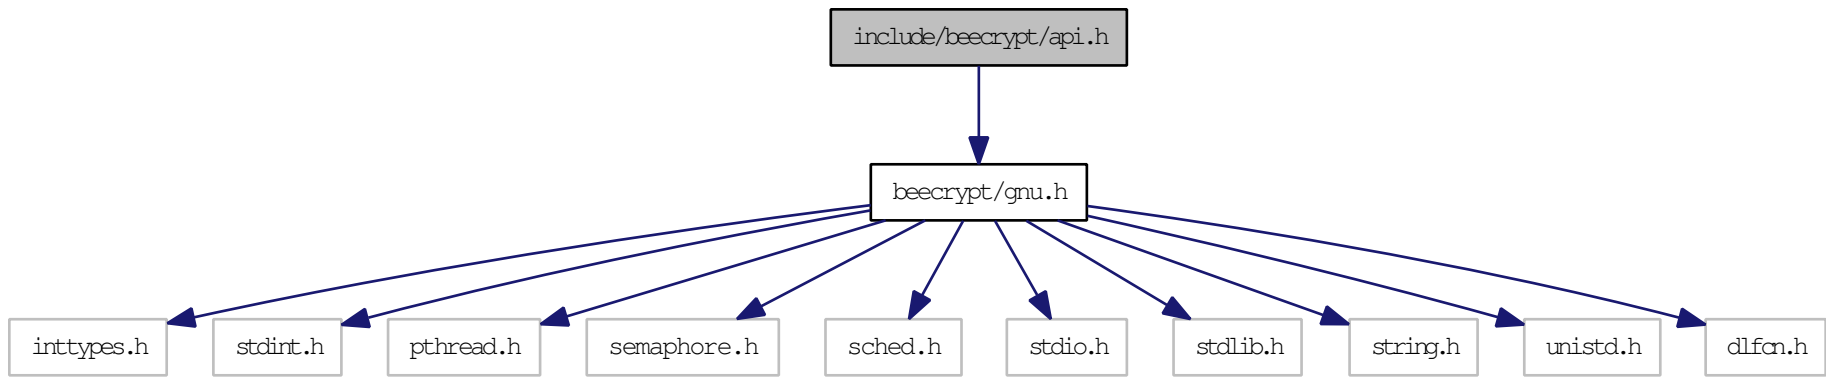 include/beecrypt/api.h
beecrypt/gnu.h
inttypes.h
stdint.h
pthread.h
semaphore.h
sched.h
stdio.h
stdlib.h
string.h
unistd.h
dlfcn.h